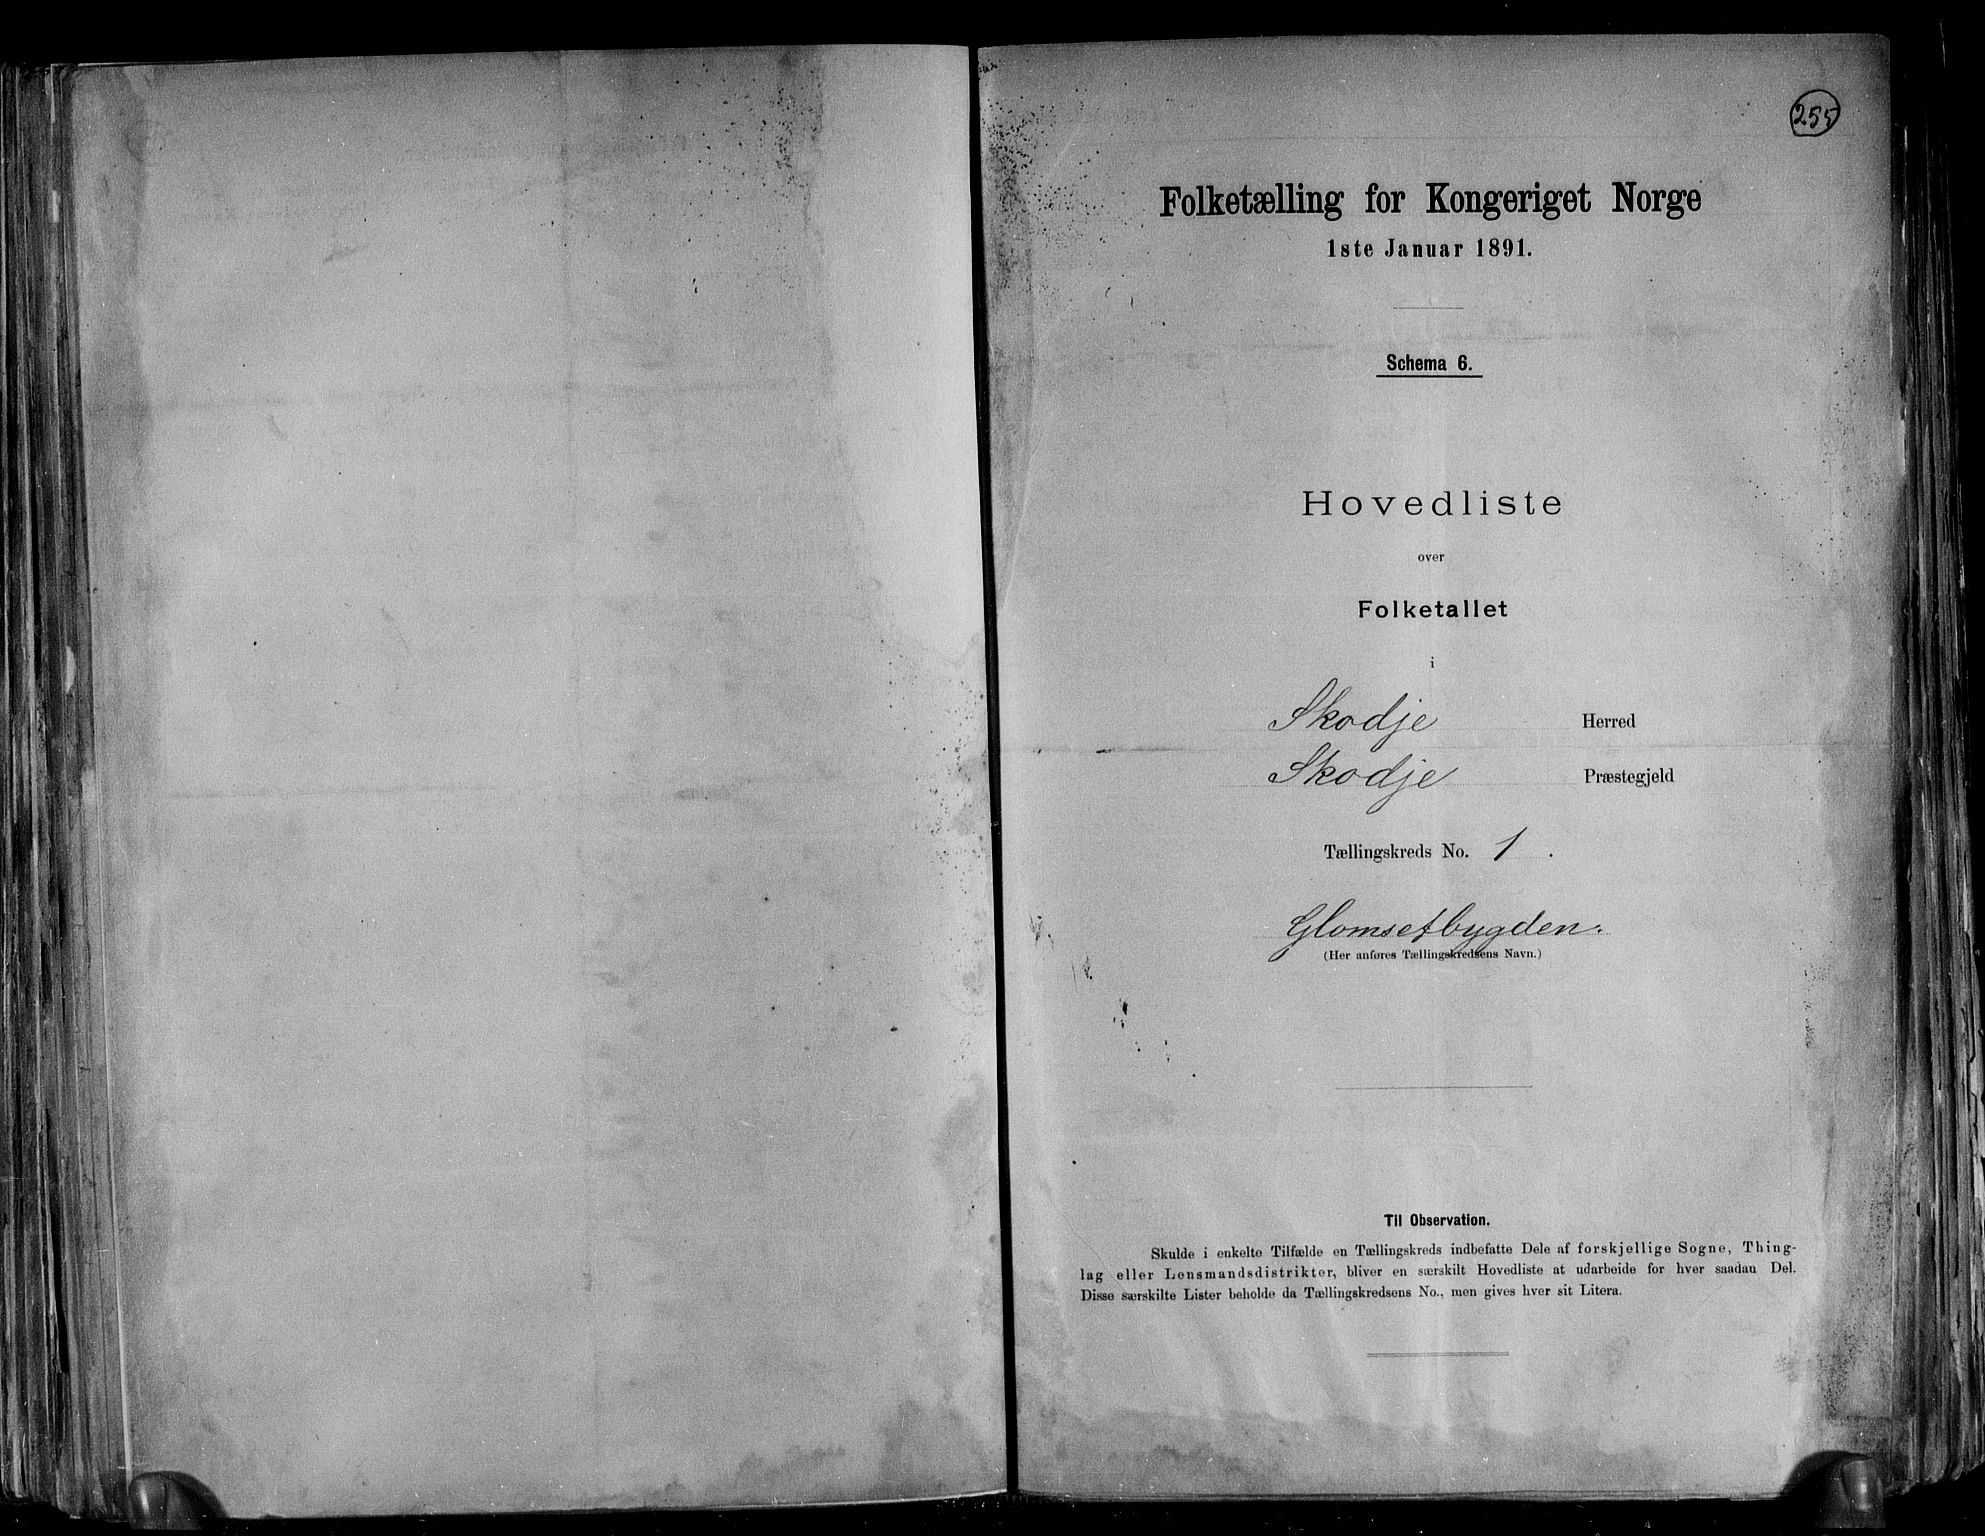 255
Folketælling for Kongeriget Norge
1ste Januar 1891.
Schema 6.
Hovedliste
over
Folketallet
i
Skodje Herred
Skodje Præstegjeld
Tællingskreds No. 1.
Glomsetbygden.
(Her anføres Tællingskredsens Navn.)
Til Observation.
Skulde i enkelte Tilfælde en Tællingskreds indbefatte Dele af forskjellige Sogne, Thing-
lag eller Lensmandsdistrikter, bliver en særskilt Hovedliste at udarbeide for hver saadan Del.
Disse særskilte Lister beholde da Tællingskredsens No., men gives hver sit Litera.